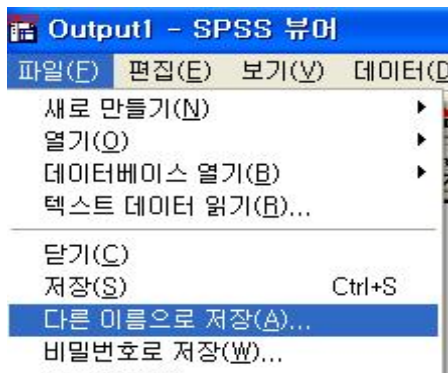 Output1 - SPSS 뷰어
파일(F) 편집(E) 보기(V) 데이터(D
새로 만들기(N)
열기(O)
데이터베이스 열기(B)
텍스트 데이터 읽기(R)...
닫기(C)
저장(S) Ctrl+S
다른 이름으로 저장(A)...
비밀번호로 저장(W)...